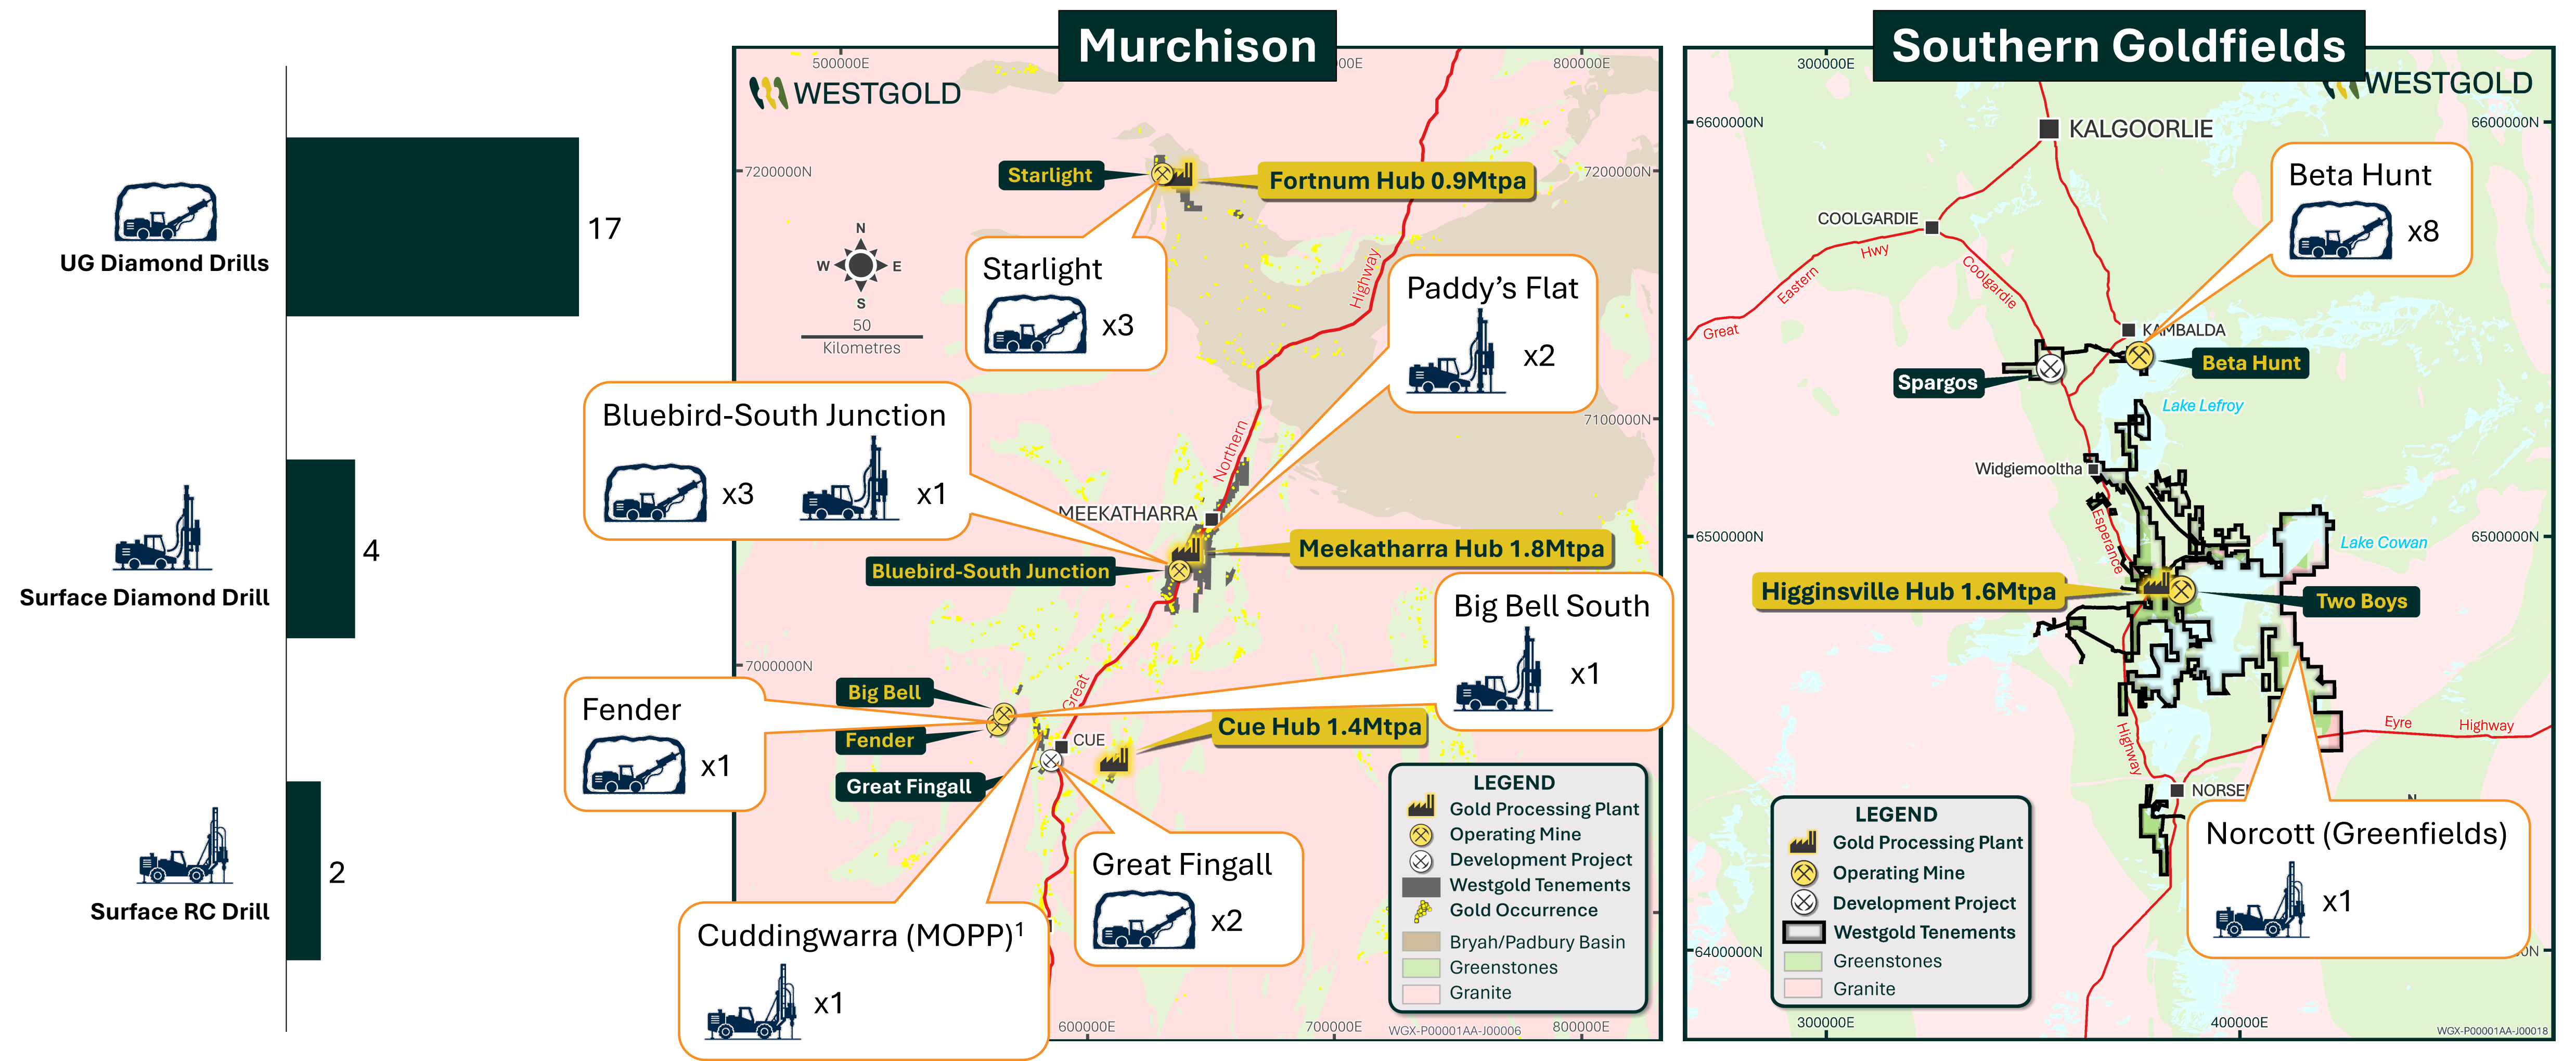 UG Diamond Drills
17
Surface Diamond Drill
4
Surface RC Drill
2
Murchison
WESTGOLD
500000E
800000E
7200000N
7200000N
Starlight
Fortnum Hub 0.9Mtpa
N
W
E
S
50
Kilometres
Starlight
x3
Highway
Paddy’s Flat
x2
7100000N
Bluebird-South Junction
x3
x1
Northern
MEEKATHARRA
Meekatharra Hub 1.8Mtpa
Bluebird-South Junction
Big Bell South
x1
7000000N
Great
Big Bell
Fender
x1
Fender
CUE
Cue Hub 1.4Mtpa
Great Fingall
Great Fingall
x2
Cuddingwarra (MOPP)¹
x1
LEGEND
Gold Processing Plant
Operating Mine
Development Project
Westgold Tenements
Gold Occurrence
Bryah/Padbury Basin
Greenstones
Granite
600000E
700000E
WGX-P00001AA-J00006
800000E
Southern Goldfields
WESTGOLD
300000E
6600000N
6600000N
KALGOORLIE
Beta Hunt
x8
COOLGARDIE
Great
Eastern
Hwy
Coolgardie
KAMBALDA
Beta Hunt
Spargos
Lake Lefroy
Widgiemooltha
Esperance
6500000N
6500000N
Lake Cowan
Higginsville Hub 1.6Mtpa
Two Boys
Highway
Eyre
Highway
NORSE
Norcott (Greenfields)
x1
LEGEND
Gold Processing Plant
Operating Mine
Development Project
Westgold Tenements
Greenstones
Granite
6400000N
300000E
400000E
WGX-P00001AA-J00018